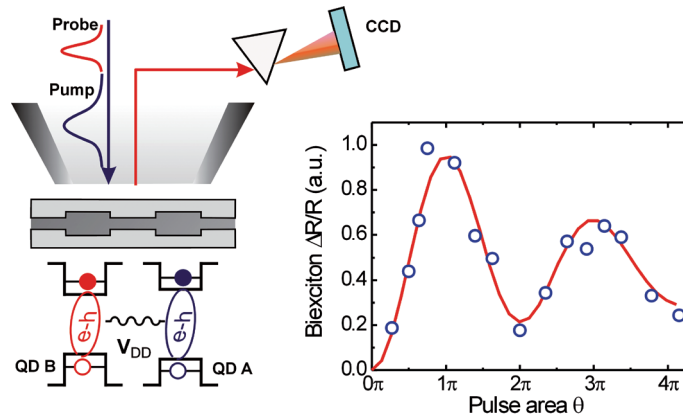 Probe
Pump
CCD
e-h
e-h
V_DD
QD B
QD A
Biexciton ΔR/R (a.u.)
1.0
0.8
0.6
0.4
0.2
0.0
0π 1π 2π 3π 4π
Pulse area θ